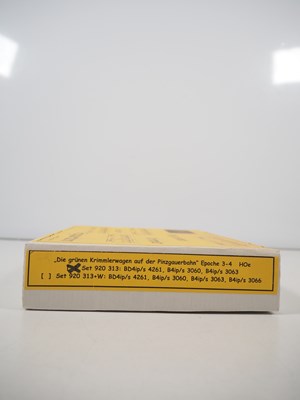 „Die grünen Krimmlerwagen auf der Pinzgauerbahn" Epoche 3-4 HOe
[X] Set 920 313: BD4ip/s 4261, B4ip/s 3060, B4ip/s 3063
[ ] Set 920 313+W: BD4ip/s 4261, B4ip/s 3060, B4ip/s 3063, B4ip/s 3066